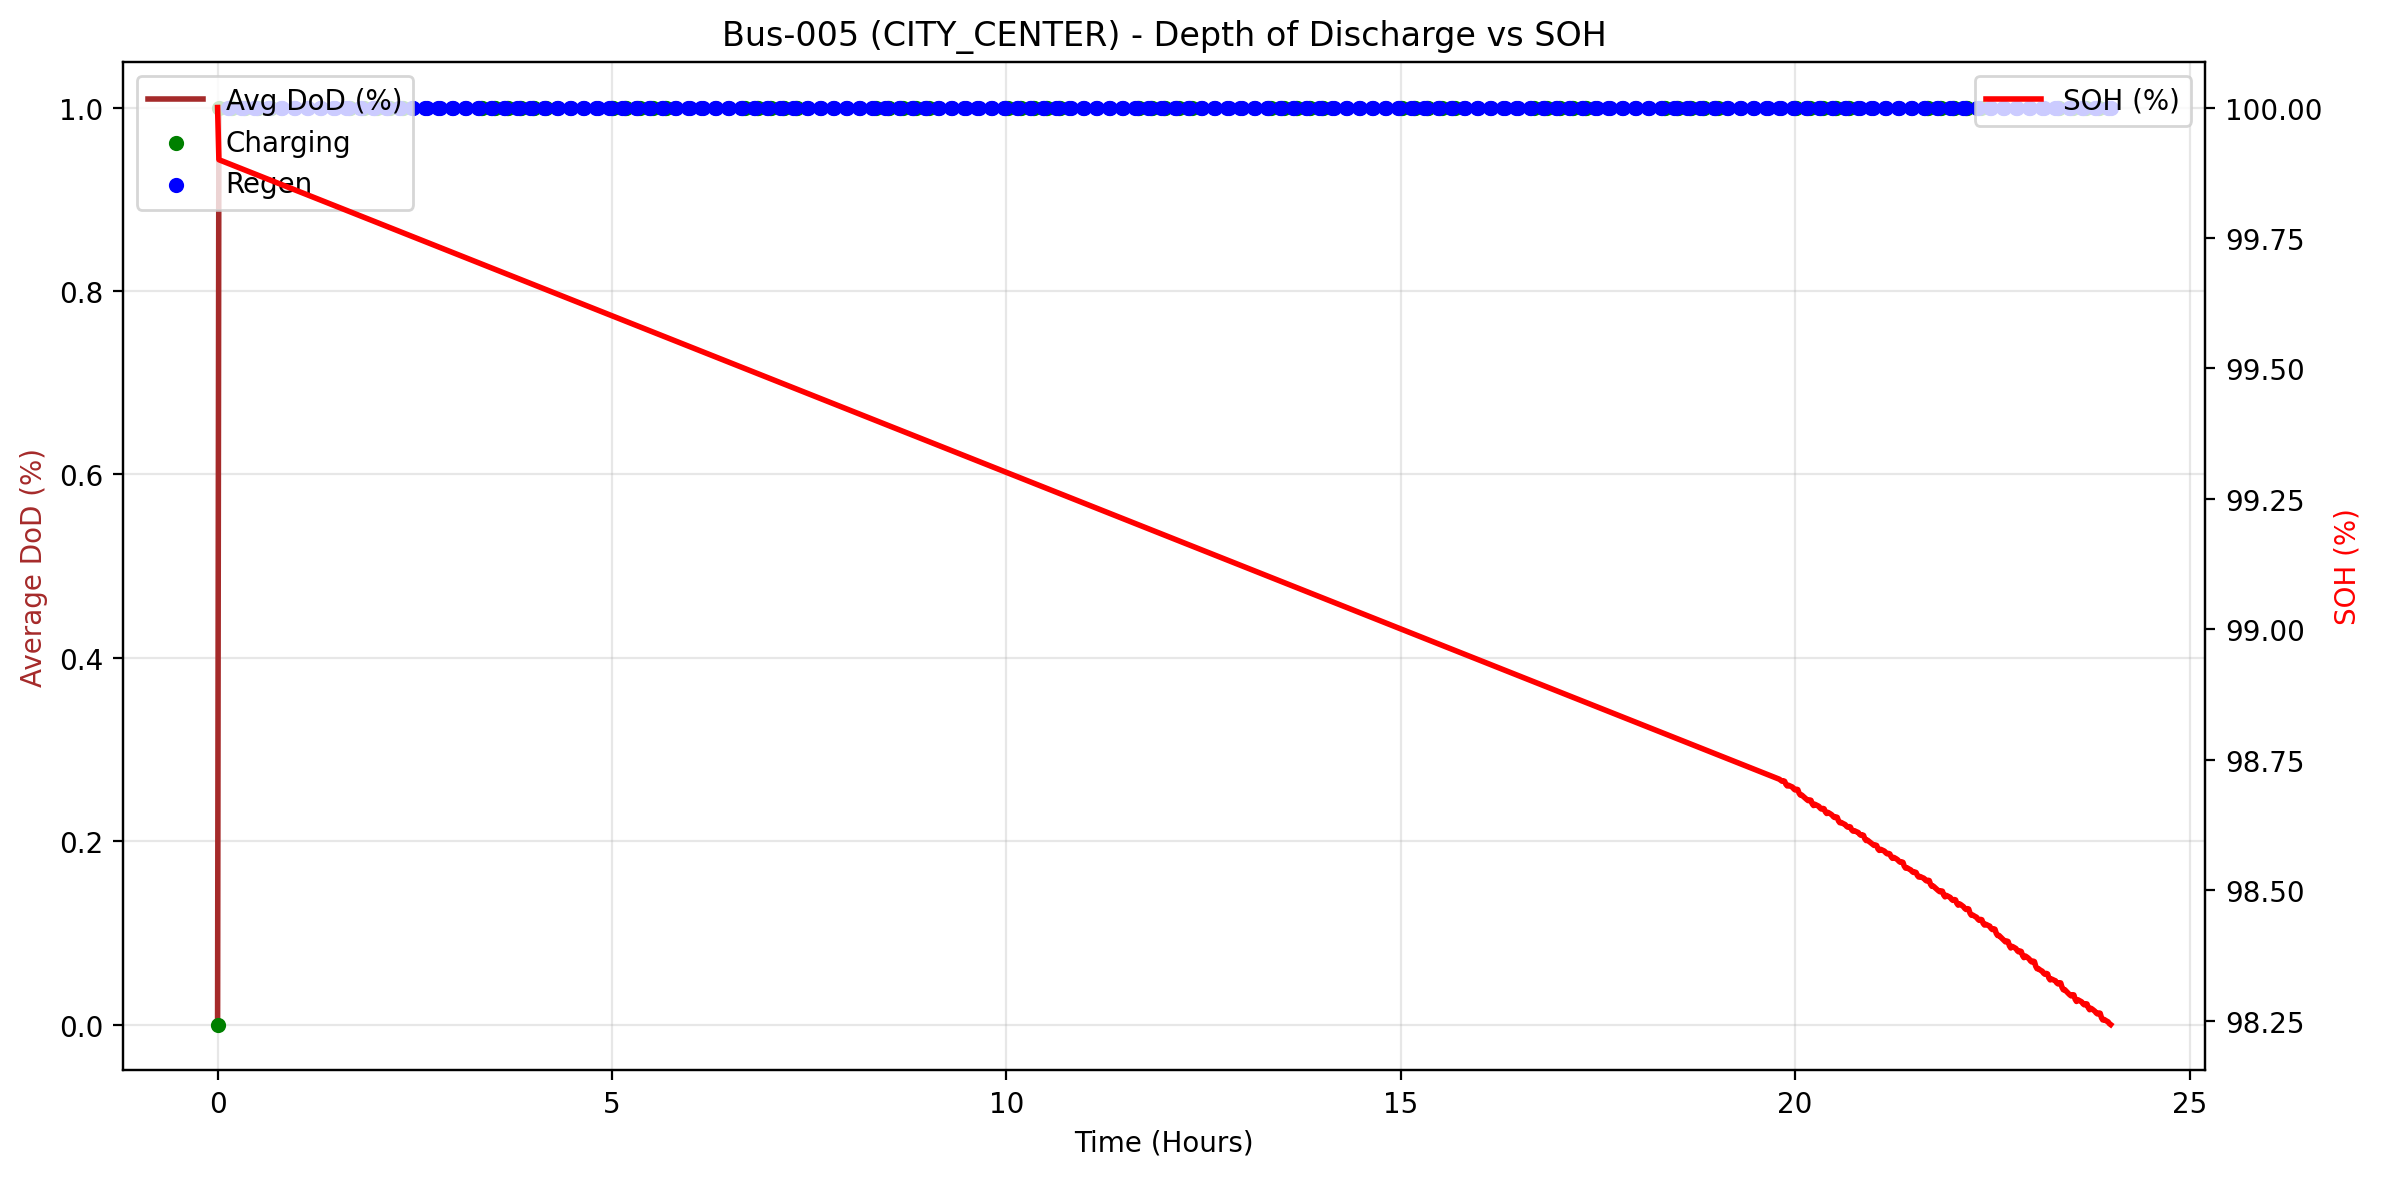 Bus-005 (CITY_CENTER) - Depth of Discharge vs SOH
Avg DoD (%)
Charging
Regen
SOH (%)
1.0
0.8
0.6
0.4
0.2
0.0
Average DoD (%)
100.00
99.75
99.50
99.25
99.00
98.75
98.50
98.25
SOH (%)
0 5 10 15 20 25
Time (Hours)